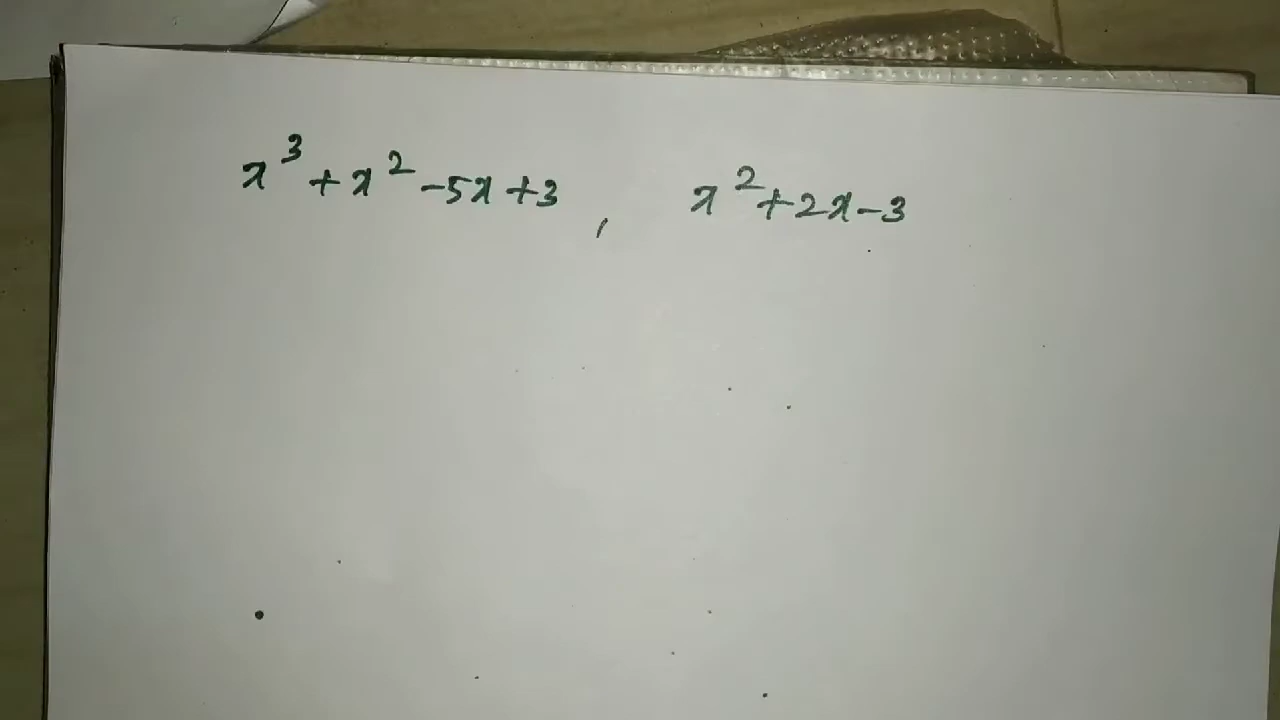 x³ + x² - 5x + 3 , x² + 2x - 3